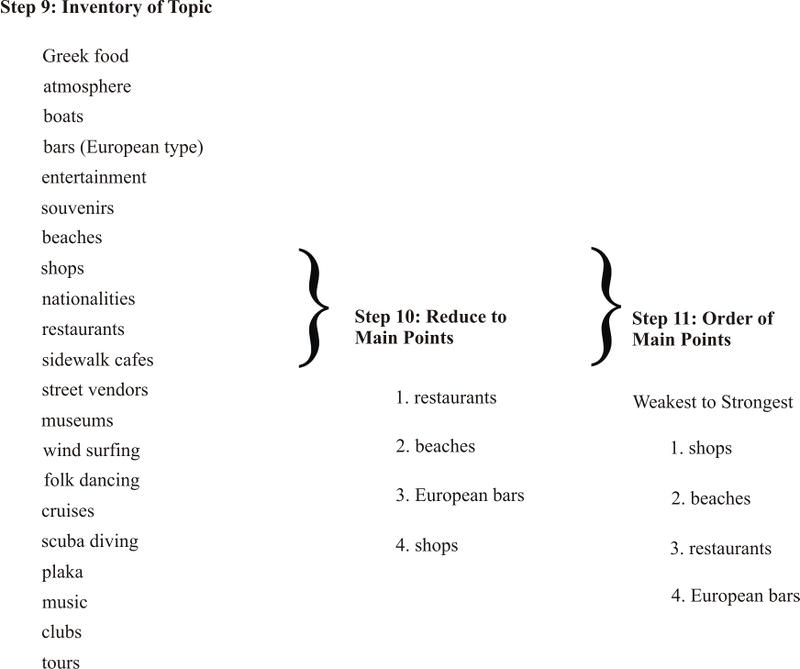 Step 9: Inventory of Topic
Greek food
atmosphere
boats
bars (European type)
entertainment
souvenirs
beaches
shops
nationalities
restaurants
sidewalk cafes
street vendors
museums
wind surfing
folk dancing
cruises
scuba diving
plaka
music
clubs
tours
Step 10: Reduce to
Main Points
1. restaurants
2. beaches
3. European bars
4. shops
Step 11: Order of
Main Points
Weakest to Strongest
1. shops
2. beaches
3. restaurants
4. European bars